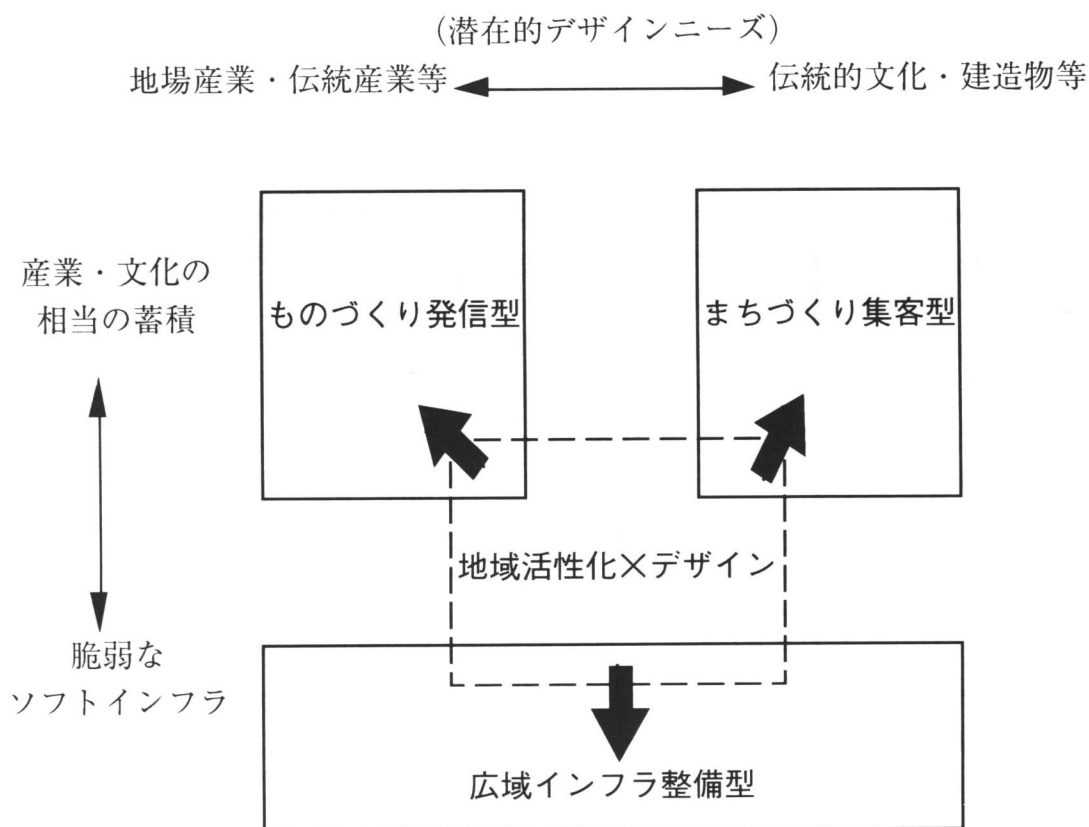 （潜在的デザインニーズ）
地場産業・伝統産業等
伝統的文化・建造物等
産業・文化の
相当の蓄積
ものづくり発信型
まちづくり集客型
地域活性化×デザイン
脆弱な
ソフトインフラ
広域インフラ整備型